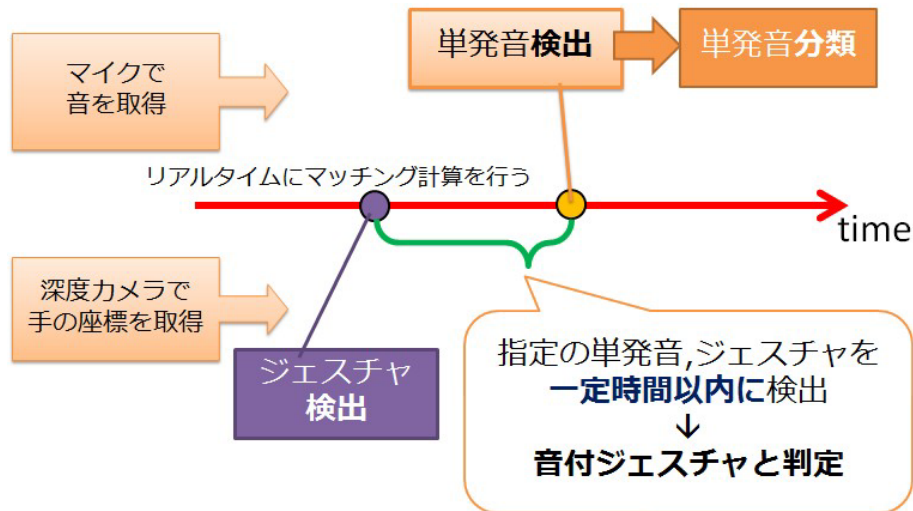 単発音検出
単発音分類
マイクで
音を取得
リアルタイムにマッチング計算を行う
time
深度カメラで
手の座標を取得
ジェスチャ
検出
指定の単発音,ジェスチャを
一定時間以内に検出
↓
音付ジェスチャと判定